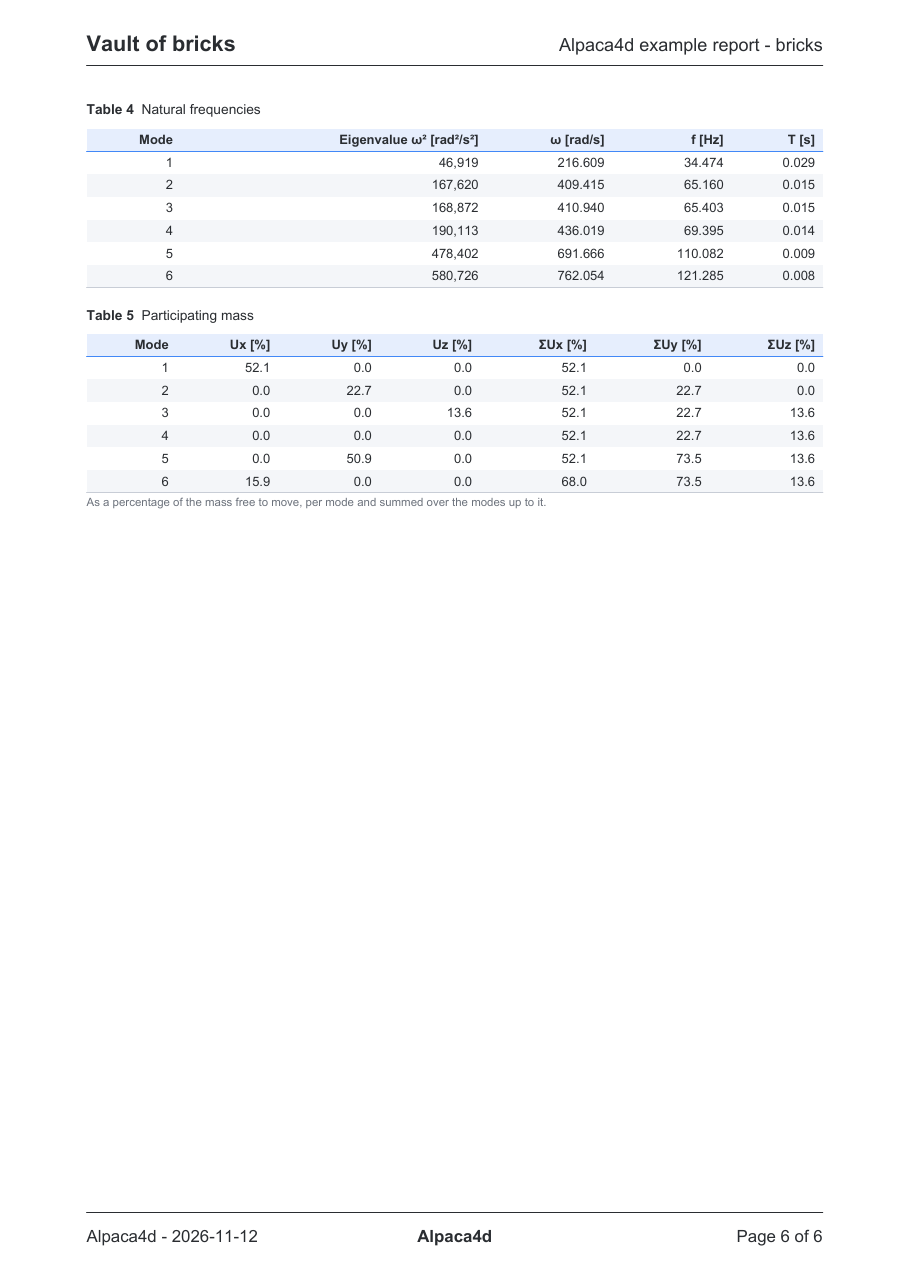 Vault of bricks Alpaca4d example report - bricks
Table 4 Natural frequencies
Mode Eigenvalue ω² [rad²/s²] ω [rad/s] f [Hz] T [s]
1 46,919 216.609 34.474 0.029
2 167,620 409.415 65.160 0.015
3 168,872 410.940 65.403 0.015
4 190,113 436.019 69.395 0.014
5 478,402 691.666 110.082 0.009
6 580,726 762.054 121.285 0.008
Table 5 Participating mass
Mode Ux [%] Uy [%] Uz [%] ΣUx [%] ΣUy [%] ΣUz [%]
1 52.1 0.0 0.0 52.1 0.0 0.0
2 0.0 22.7 0.0 52.1 22.7 0.0
3 0.0 0.0 13.6 52.1 22.7 13.6
4 0.0 0.0 0.0 52.1 22.7 13.6
5 0.0 50.9 0.0 52.1 73.5 13.6
6 15.9 0.0 0.0 68.0 73.5 13.6
As a percentage of the mass free to move, per mode and summed over the modes up to it.
Alpaca4d - 2026-11-12 Alpaca4d Page 6 of 6